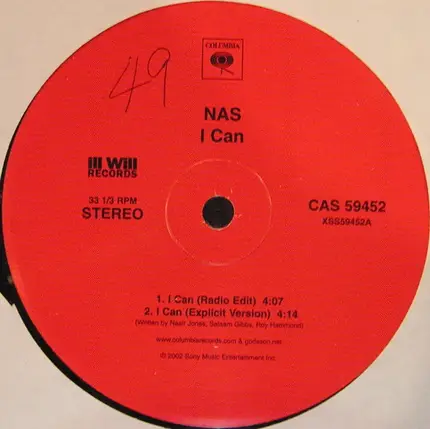 COLUMBIA
49
NAS
I Can
Ill Will
RECORDS
33 1/3 RPM
STEREO
CAS 59452
XSS59452A
1. I Can (Radio Edit) 4:07
2. I Can (Explicit Version) 4:14
(Written by Nasir Jones, Salaam Gibbs, Roy Hammond)
www.columbiarecords.com & godsson.net
© 2002 Sony Music Entertainment Inc.